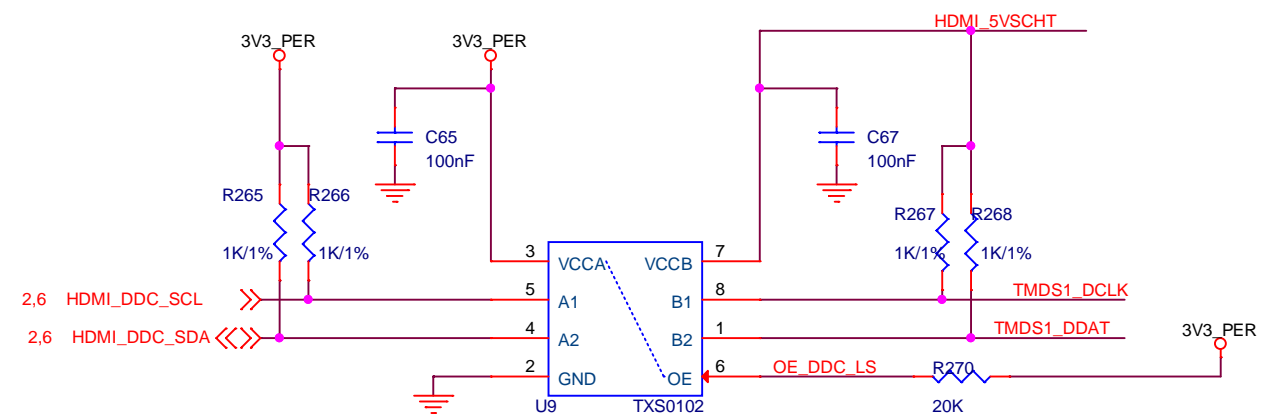 HDMI_5VSCHT
3V3_PER
3V3_PER
C65
100nF
C67
100nF
R265
R266
1K/1%
1K/1%
R267
R268
1K/1%
1K/1%
3
VCCA
VCCB
7
2,6 HDMI_DDC_SCL
5
A1
B1
8
TMDS1_DCLK
2,6 HDMI_DDC_SDA
4
A2
B2
1
TMDS1_DDAT
3V3_PER
2
GND
OE
6
OE_DDC_LS
R270
20K
U9
TXS0102